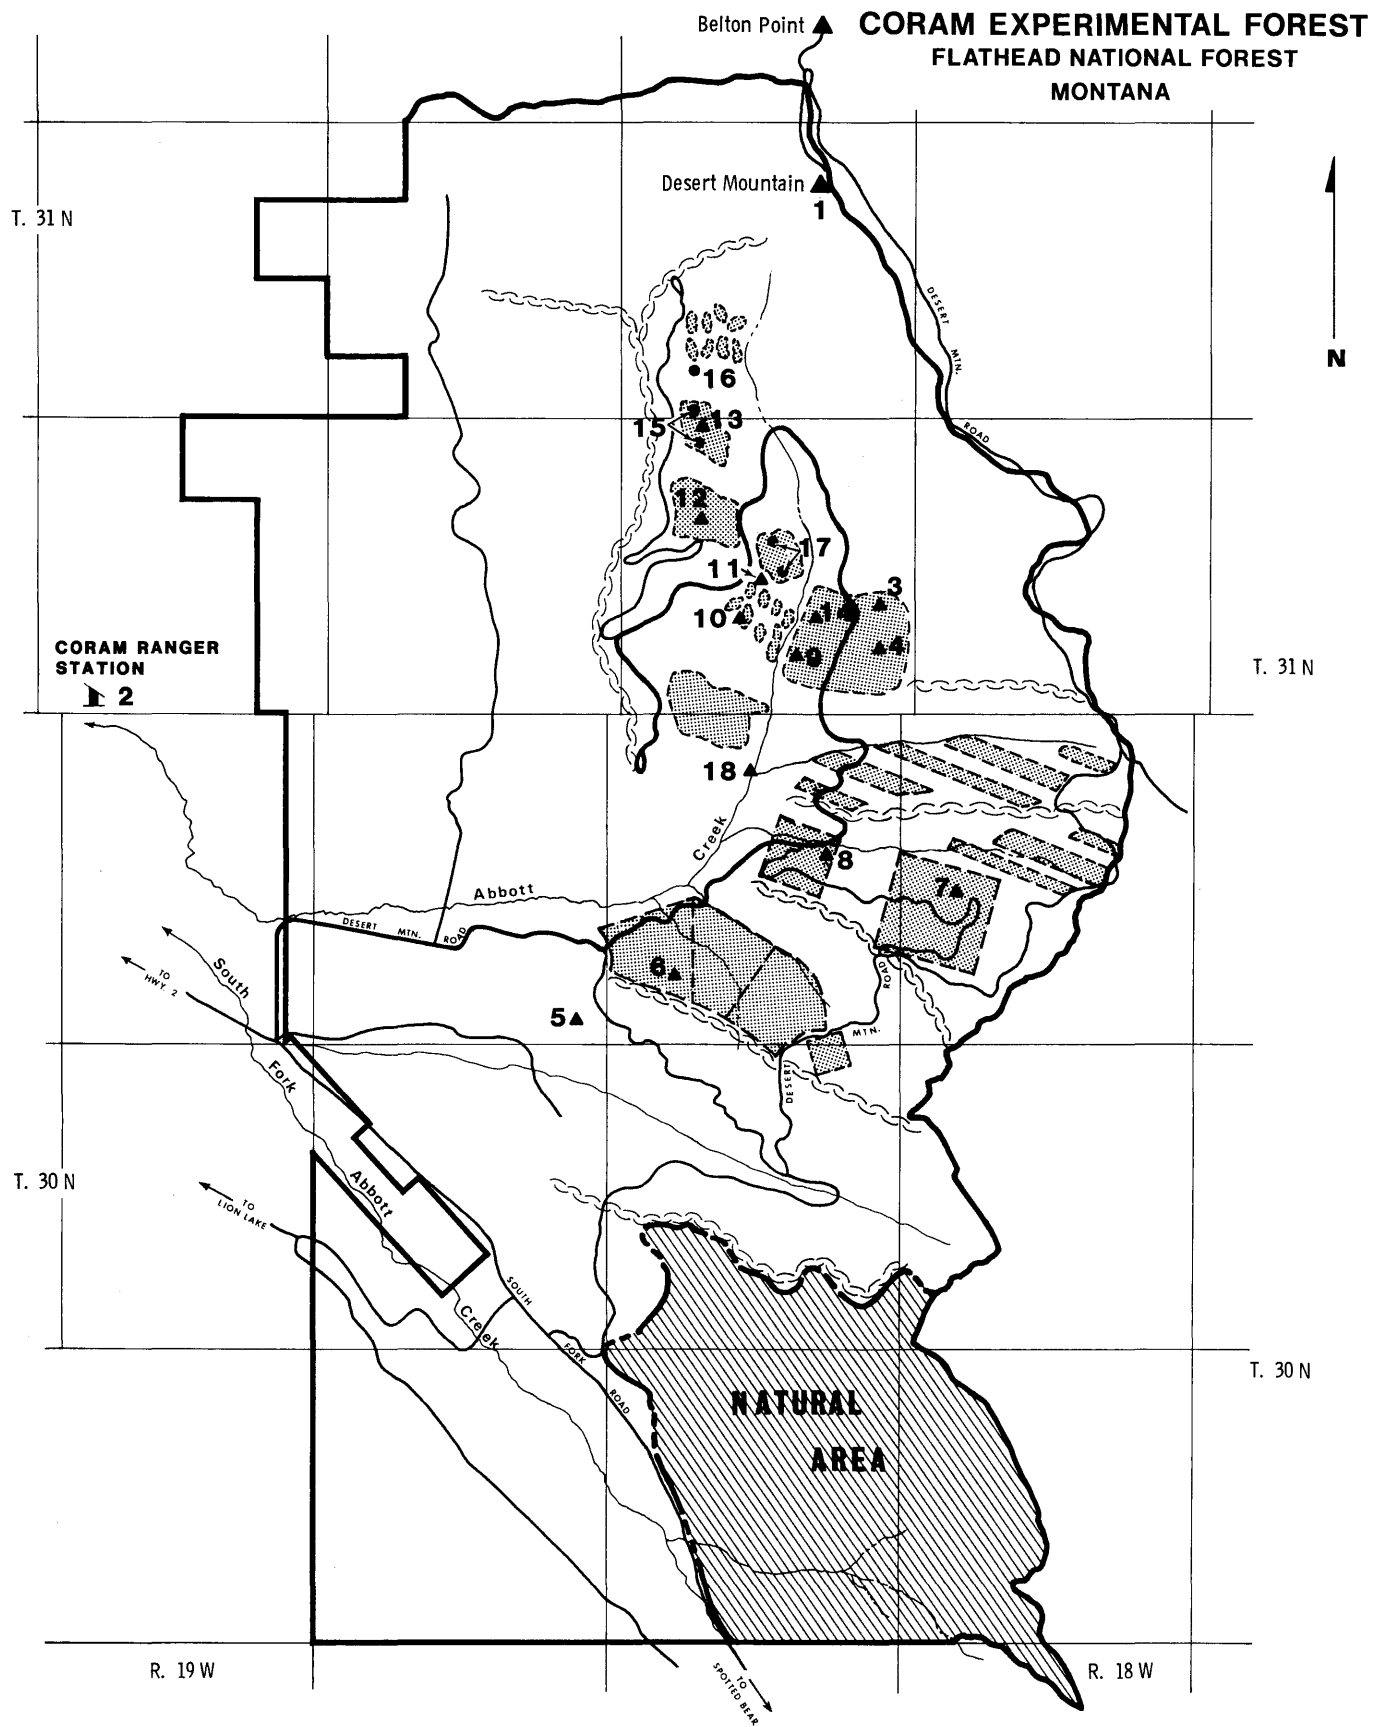 Belton Point
CORAM EXPERIMENTAL FOREST
FLATHEAD NATIONAL FOREST
MONTANA
Desert Mountain
1
T. 31 N
DESERT
MTN.
ROAD
N
16
15
13
12
17
11
10
3
14
4
9
CORAM RANGER
STATION
2
T. 31 N
18
Creek
8
7
Abbott
DESERT MTN. ROAD
6
ROAD
MTN.
DESERT
5
South
Fork
TO
HWY. 2
T. 30 N
Abbott
Creek
TO
LION LAKE
SOUTH
FORK
ROAD
T. 30 N
NATURAL
AREA
R. 19 W
R. 18 W
TO
SPOTTED BEAR